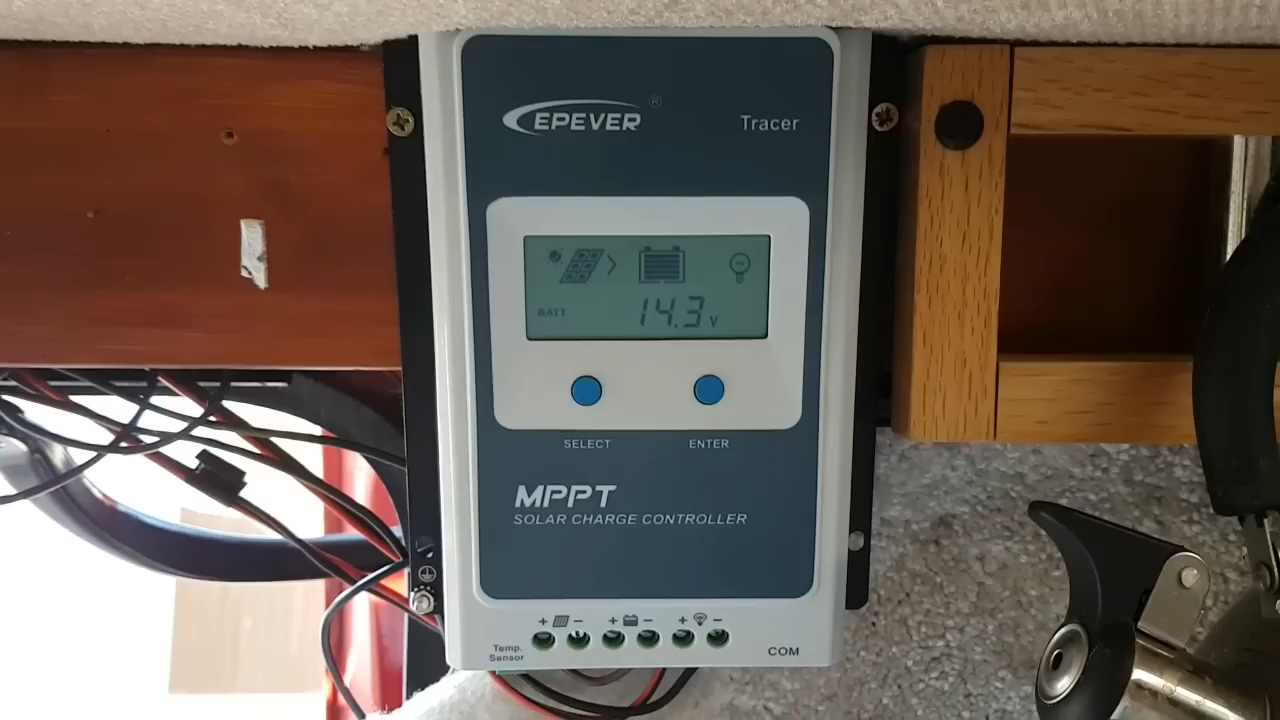 EPEVER ®
Tracer
BATT 14.3 V
SELECT ENTER
MPPT
SOLAR CHARGE CONTROLLER
+ − + − + −
Temp.
Sensor
COM